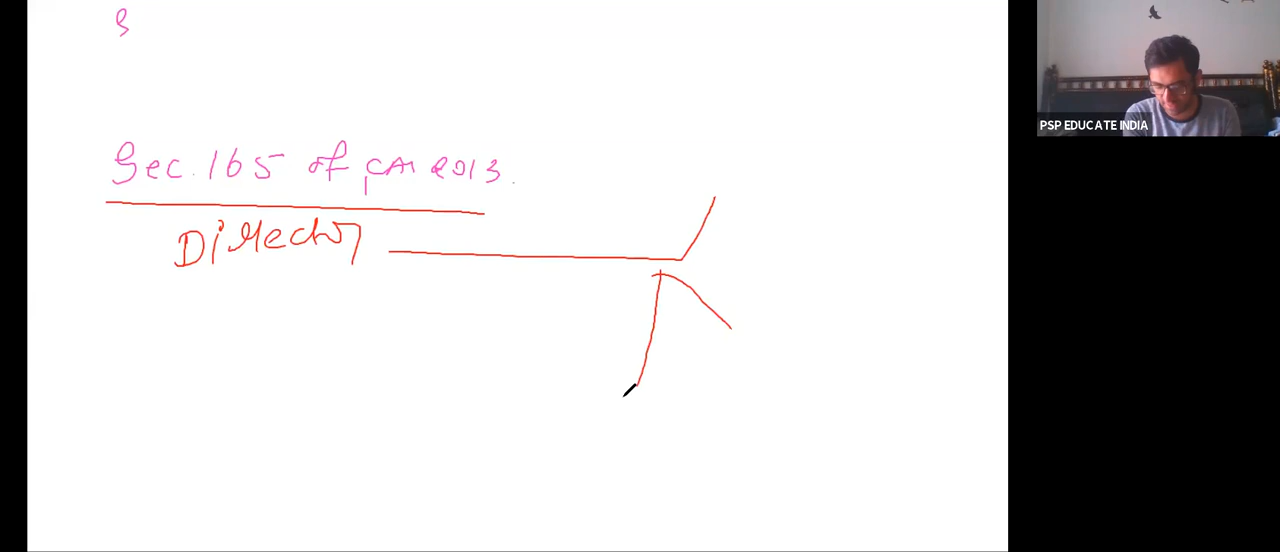 Sec. 165 of CA 2013.
Director
PSP EDUCATE INDIA